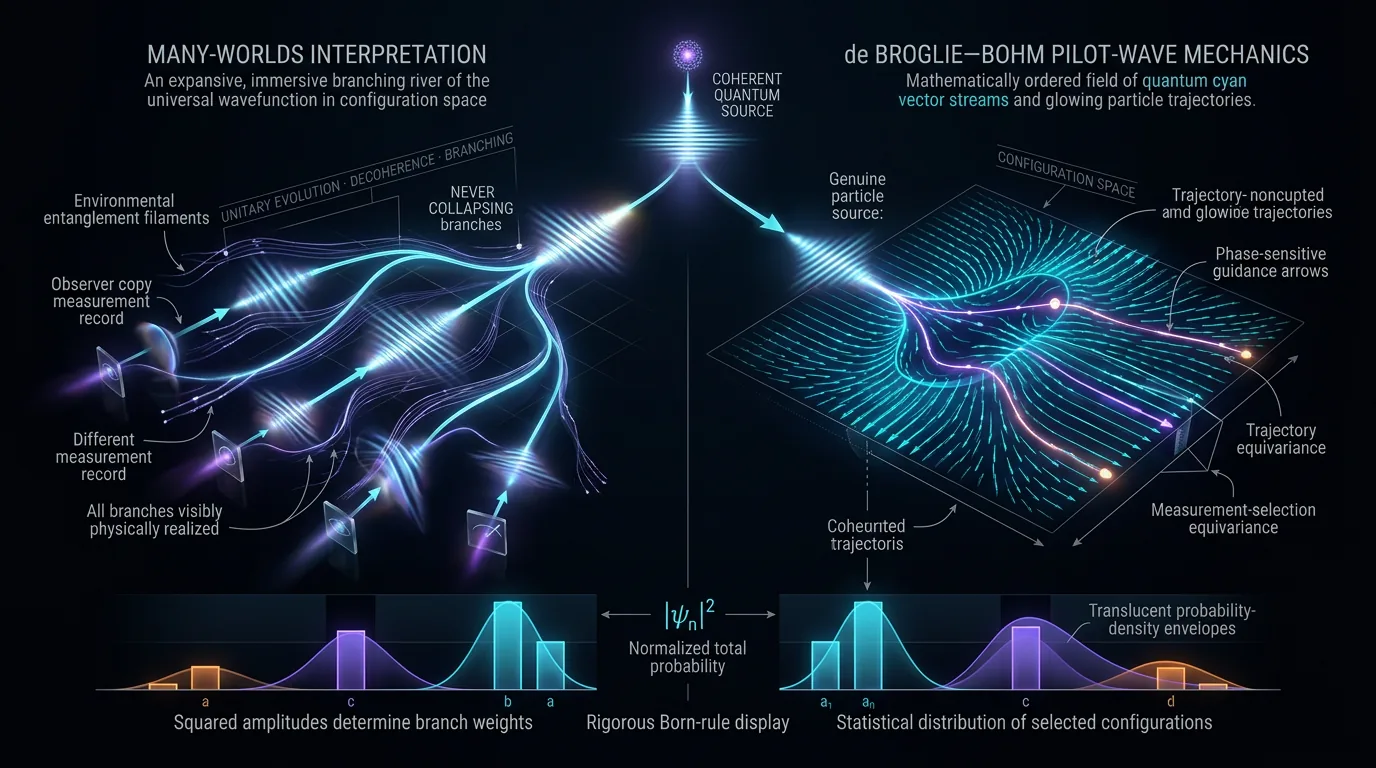 MANY-WORLDS INTERPRETATION
An expansive, immersive branching river of the
universal wavefunction in configuration space
COHERENT
QUANTUM
SOURCE
de BROGLIE—BOHM PILOT-WAVE MECHANICS
Mathematically ordered field of quantum cyan
vector streams and glowing particle trajectories.
UNITARY EVOLUTION · DECOHERENCE · BRANCHING
Environmental
entanglement filaments
NEVER
COLLAPSING
branches
Observer copy
measurement
record
Different
measurement
record
All branches visibly
physically realized
Genuine
particle
source:
CONFIGURATION SPACE
Trajectory-noncupted
amd glowioe trajectories
Phase-sensitive
guidance arrows
Trajectory
equivariance
Measurement-selection
equivariance
Coheurited
trajectoris
|ψn|²
Normalized total
probability
Translucent probability-
density envelopes
a c b a
a₁ aₙ c d
Squared amplitudes determine branch weights
Rigorous Born-rule display
Statistical distribution of selected configurations